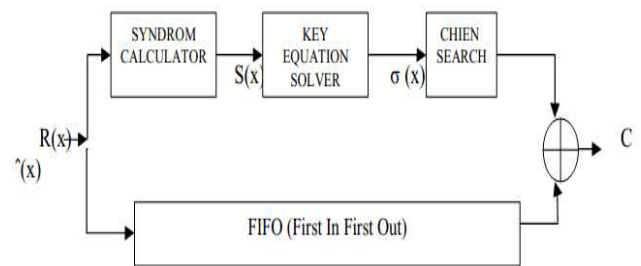 SYNDROM
CALCULATOR
S(x)
KEY
EQUATION
SOLVER
σ (x)
CHIEN
SEARCH
R(x)
ˆ(x)
C
FIFO (First In First Out)